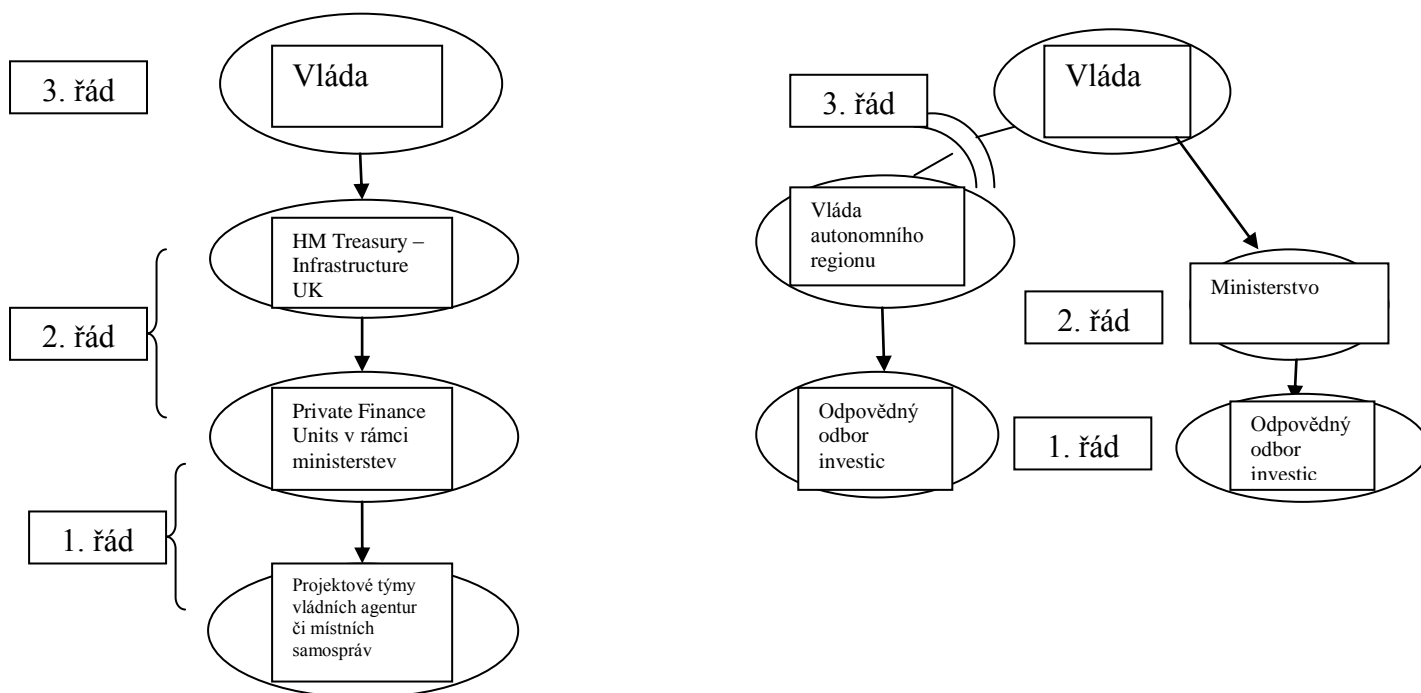 3. řád
Vláda
HM Treasury –
Infrastructure
UK
2. řád
Private Finance
Units v rámci
ministerstev
1. řád
Projektové týmy
vládních agentur
či místních
samospráv
Vláda
3. řád
Vláda
autonomního
regionu
Ministerstvo
2. řád
Odpovědný
odbor
investic
1. řád
Odpovědný
odbor
investic